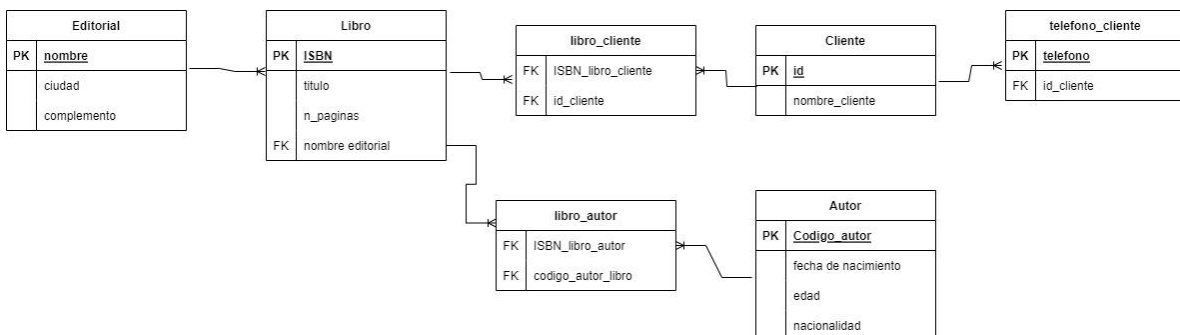 Editorial
PK nombre
ciudad
complemento
Libro
PK ISBN
titulo
n_paginas
FK nombre editorial
libro_cliente
FK ISBN_libro_cliente
FK id_cliente
Cliente
PK id
nombre_cliente
telefono_cliente
PK telefono
FK id_cliente
libro_autor
FK ISBN_libro_autor
FK codigo_autor_libro
Autor
PK Codigo_autor
fecha de nacimiento
edad
nacionalidad